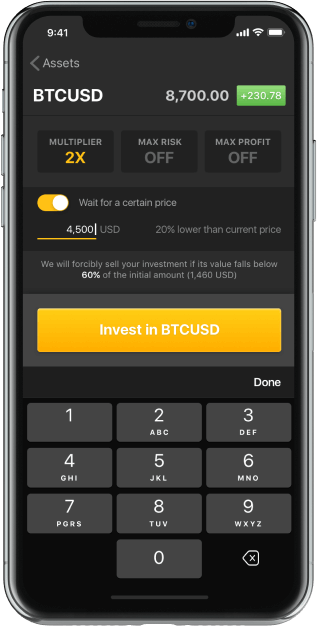 9:41
Assets
BTCUSD 8,700.00 +230.78
MULTIPLIER MAX RISK MAX PROFIT
2X OFF OFF
Wait for a certain price
4,500 USD 20% lower than current price
We will forcibly sell your investment if its value falls below
60% of the initial amount (1,460 USD)
Invest in BTCUSD
Done
1 2 3
ABC DEF
4 5 6
GHI JKL MNO
7 8 9
PGRS TUV WXYZ
0